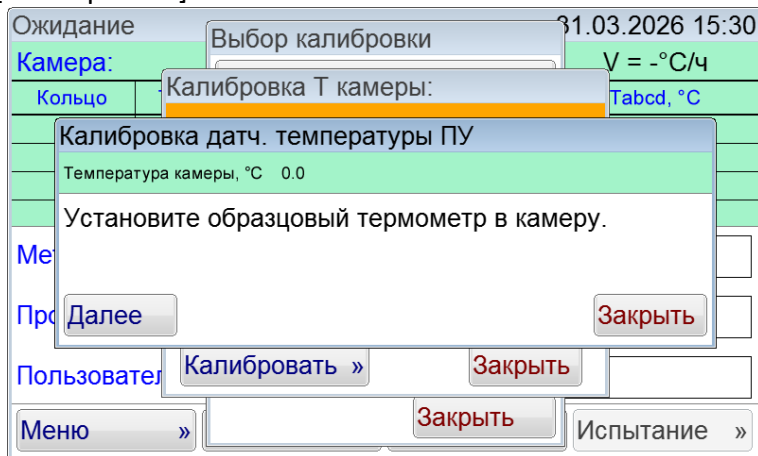 Ожидание
Выбор калибровки
31.03.2026 15:30
Камера:
V = -°C/ч
Калибровка Т камеры:
Кольцо
Tabcd, °C
Калибровка датч. температуры ПУ
Температура камеры, °C 0.0
Установите образцовый термометр в камеру.
Далее
Закрыть
Калибровать »
Закрыть
Пользовател
Закрыть
Меню »
Испытание »